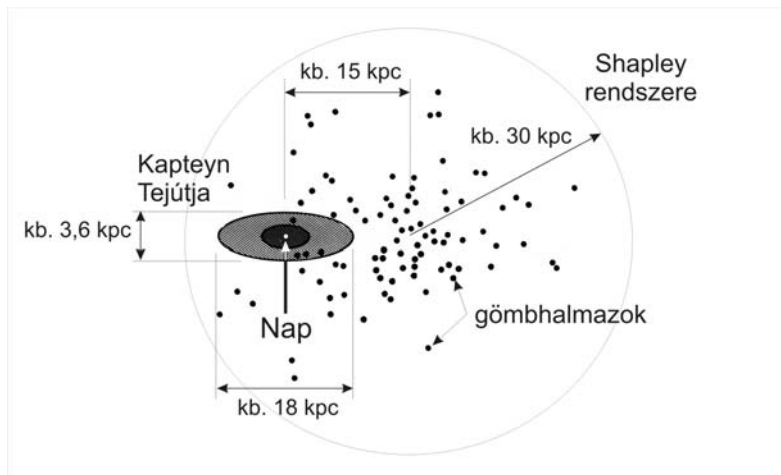 kb. 15 kpc
Shapley
rendszere
kb. 30 kpc
Kapteyn
Tejútja
kb. 3,6 kpc
Nap
gömbhalmazok
kb. 18 kpc